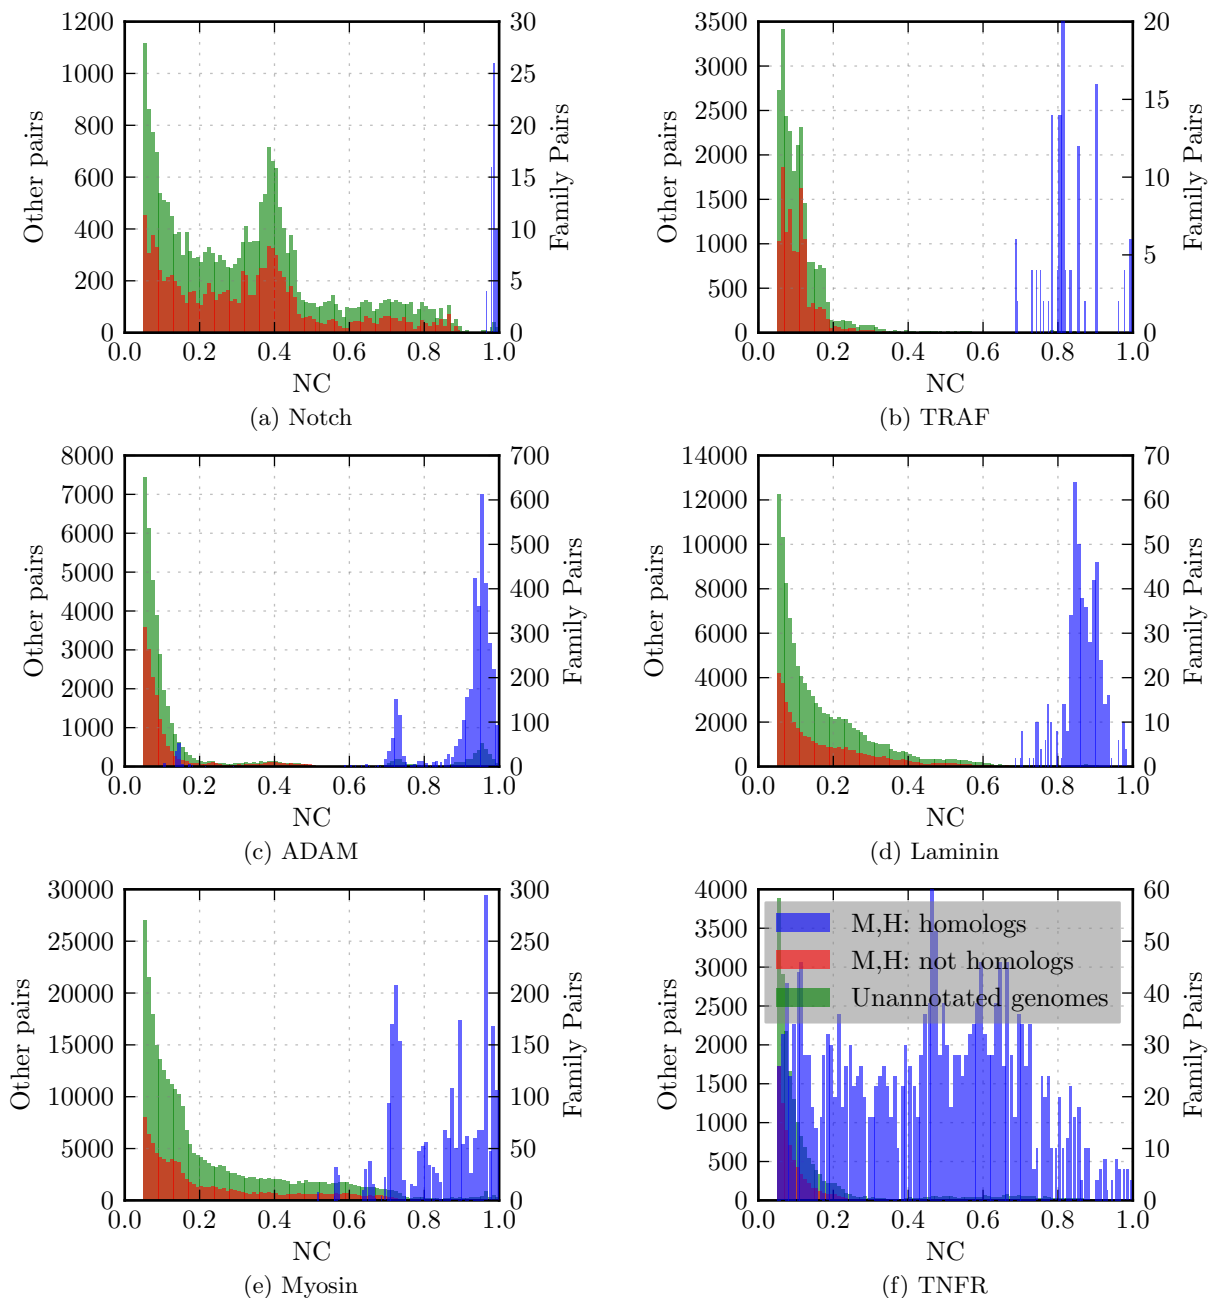 1200
1000
800
600
400
200
0
30
25
20
15
10
5
0
0.0 0.2 0.4 0.6 0.8 1.0
Other pairs
Family Pairs
NC
(a) Notch
3500
3000
2500
2000
1500
1000
500
0
20
15
10
5
0
0.0 0.2 0.4 0.6 0.8 1.0
Other pairs
Family Pairs
NC
(b) TRAF
8000
7000
6000
5000
4000
3000
2000
1000
0
700
600
500
400
300
200
100
0
0.0 0.2 0.4 0.6 0.8 1.0
Other pairs
Family Pairs
NC
(c) ADAM
14000
12000
10000
8000
6000
4000
2000
0
70
60
50
40
30
20
10
0
0.0 0.2 0.4 0.6 0.8 1.0
Other pairs
Family Pairs
NC
(d) Laminin
30000
25000
20000
15000
10000
5000
0
300
250
200
150
100
50
0
0.0 0.2 0.4 0.6 0.8 1.0
Other pairs
Family Pairs
NC
(e) Myosin
4000
3500
3000
2500
2000
1500
1000
500
0
60
50
40
30
20
10
0
0.0 0.2 0.4 0.6 0.8 1.0
Other pairs
Family Pairs
M,H: homologs
M,H: not homologs
Unannotated genomes
NC
(f) TNFR